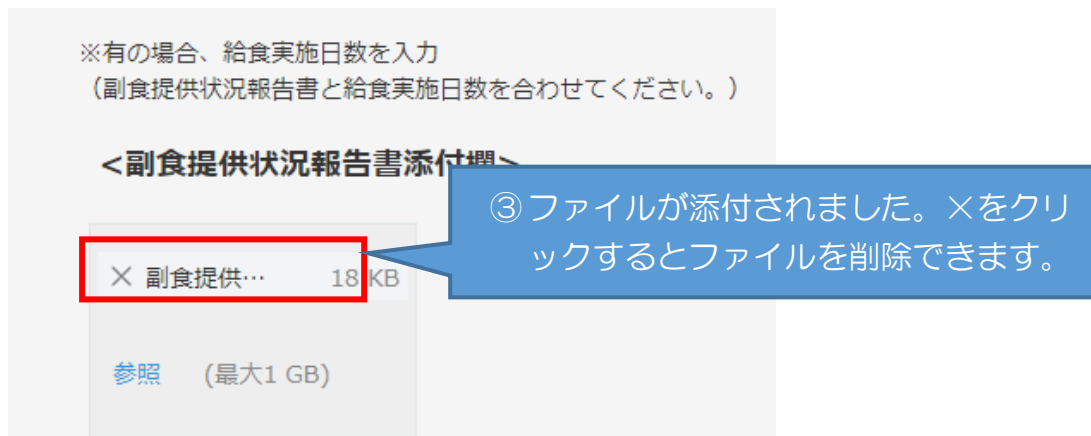 ※有の場合、給食実施日数を入力
（副食提供状況報告書と給食実施日数を合わせてください。）
<副食提供状況報告書添付欄>
③ファイルが添付されました。×をクリ
ックするとファイルを削除できます。
× 副食提供… 18 KB
参照 (最大1 GB)